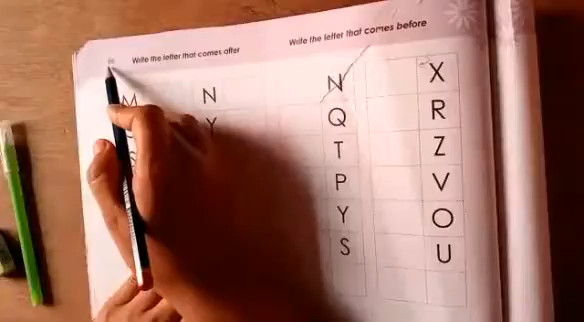 Write the letter that comes after
Write the letter that comes before
M N
Y
N X
Q R
T Z
P V
Y O
S U